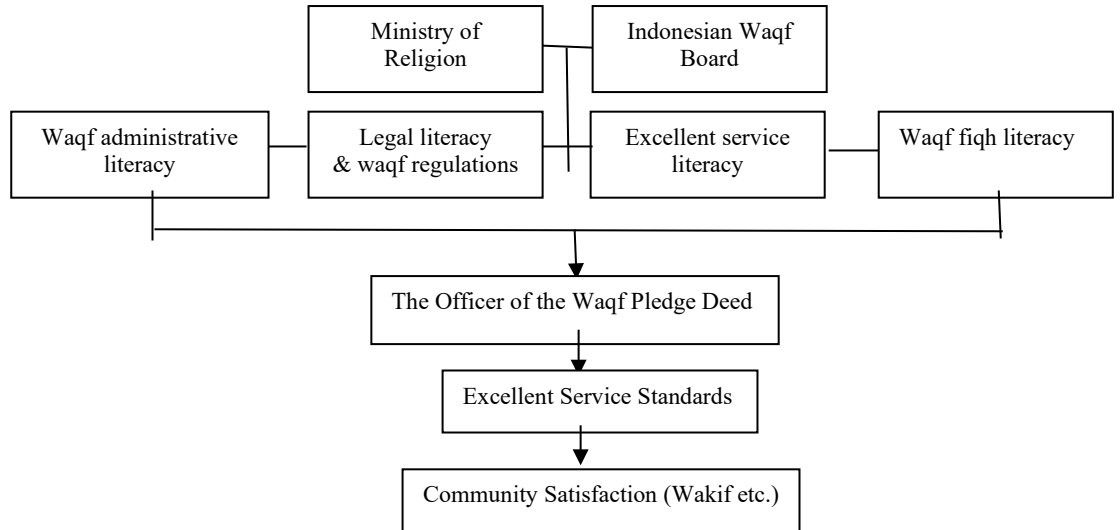 Ministry of
Religion
Indonesian Waqf
Board
Waqf administrative
literacy
Legal literacy
& waqf regulations
Excellent service
literacy
Waqf fiqh literacy
The Officer of the Waqf Pledge Deed
Excellent Service Standards
Community Satisfaction (Wakif etc.)